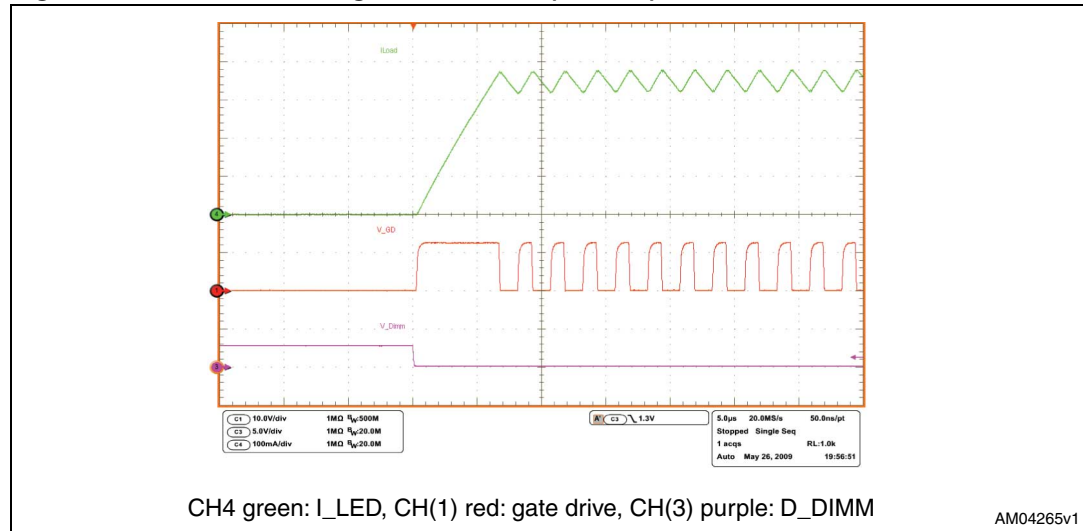 ILoad
4
V_GD
1
V_Dimm
3
C1 10.0V/div 1MΩ BW:500M
C3 5.0V/div 1MΩ BW:20.0M
C4 100mA/div 1MΩ BW:20.0M
A' C3 1.3V
5.0µs 20.0MS/s 50.0ns/pt
Stopped Single Seq
1 acqs RL:1.0k
Auto May 26, 2009 19:56:51
CH4 green: I_LED, CH(1) red: gate drive, CH(3) purple: D_DIMM
AM04265v1